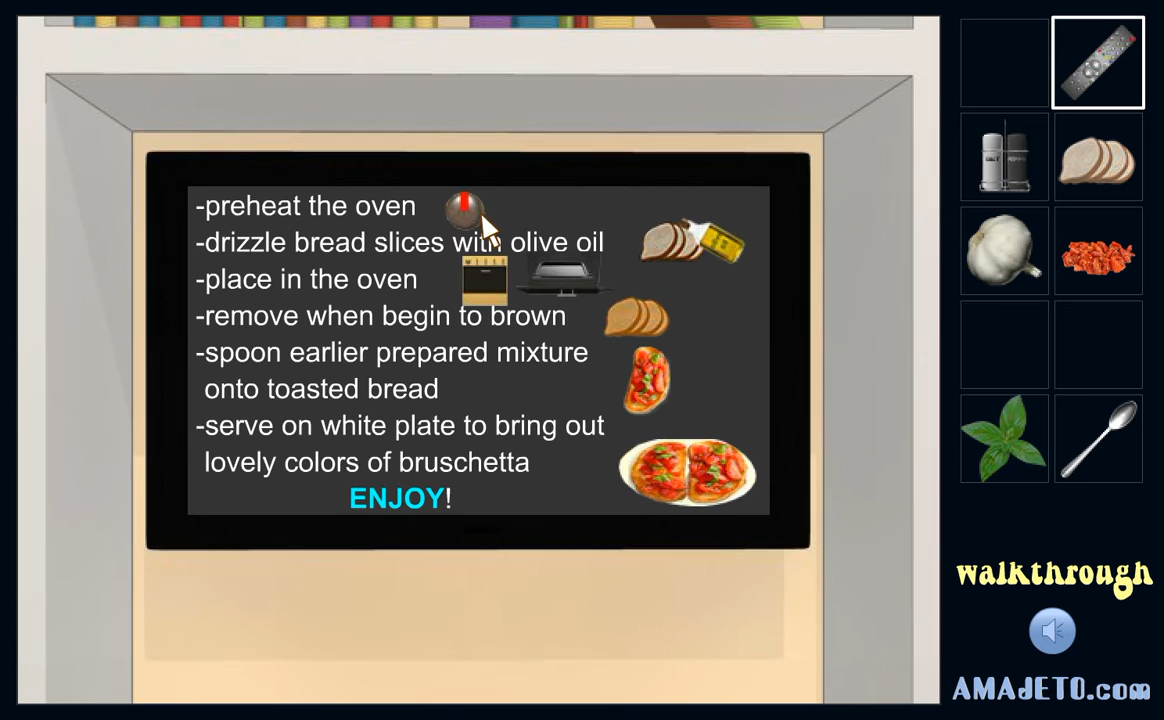 -preheat the oven
-drizzle bread slices with olive oil
-place in the oven
-remove when begin to brown
-spoon earlier prepared mixture
onto toasted bread
-serve on white plate to bring out
lovely colors of bruschetta
ENJOY!
walkthrough
AMAJETO.com